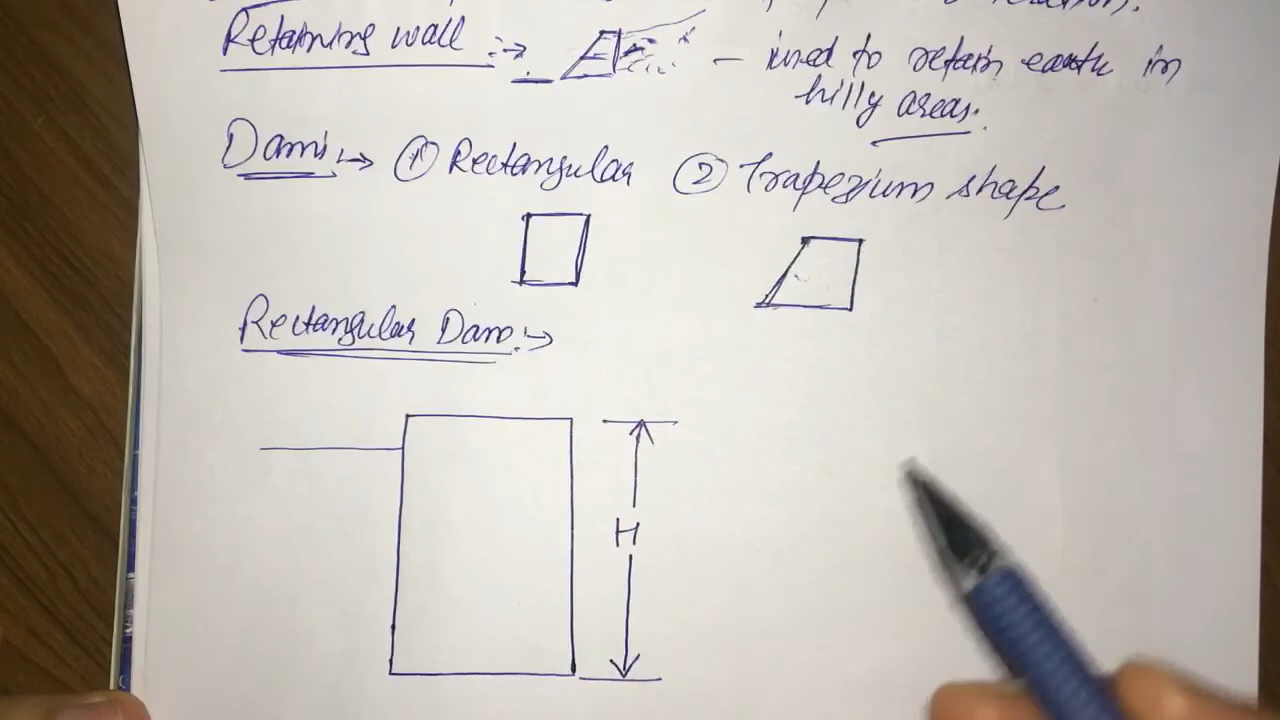 Retaining wall :→ – used to retain earth in
hilly areas.
Dams :→ ① Rectangular ② Trapezium shape
Rectangular Dam :→
H